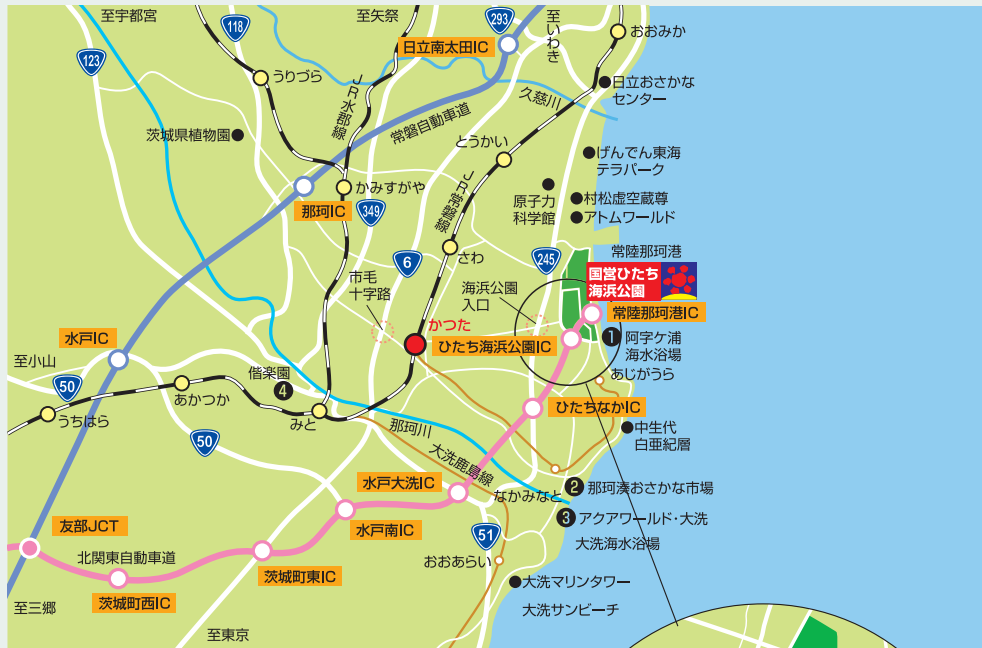 至宇都宮
118
至矢祭
293
至いわき
おおみか
日立南太田IC
123
うりづら
JR水郡線
日立おさかな
センター
久慈川
常磐自動車道
茨城県植物園
とうかい
げんでん東海
テラパーク
かみすがや
原子力
科学館
村松虚空蔵尊
アトムワールド
那珂IC
349
JR常磐線
6
さわ
245
常陸那珂港
国営ひたち
海浜公園
市毛
十字路
海浜公園
入口
常陸那珂港IC
かつた
ひたち海浜公園IC
1
阿字ケ浦
海水浴場
水戸IC
至小山
50
偕楽園
4
あじがうら
あかつか
うちはら
みと
ひたちなかIC
那珂川
中生代
白亜紀層
50
大洗鹿島線
水戸大洗IC
なかみなと
2
那珂湊おさかな市場
3
アクアワールド・大洗
友部JCT
水戸南IC
51
大洗海水浴場
北関東自動車道
おおあらい
茨城町東IC
大洗マリンタワー
茨城町西IC
至三郷
大洗サンビーチ
至東京